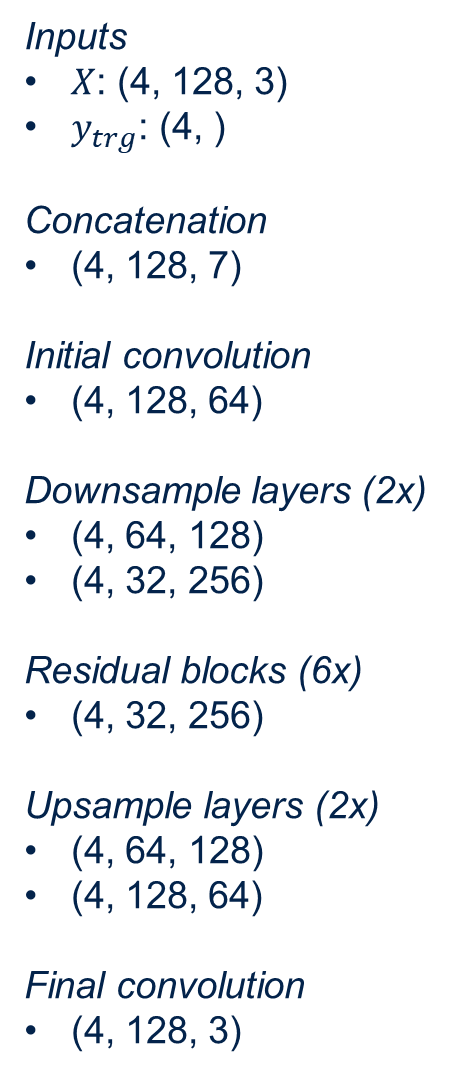 Inputs
• X: (4, 128, 3)
• y_trg: (4, )
Concatenation
• (4, 128, 7)
Initial convolution
• (4, 128, 64)
Downsample layers (2x)
• (4, 64, 128)
• (4, 32, 256)
Residual blocks (6x)
• (4, 32, 256)
Upsample layers (2x)
• (4, 64, 128)
• (4, 128, 64)
Final convolution
• (4, 128, 3)